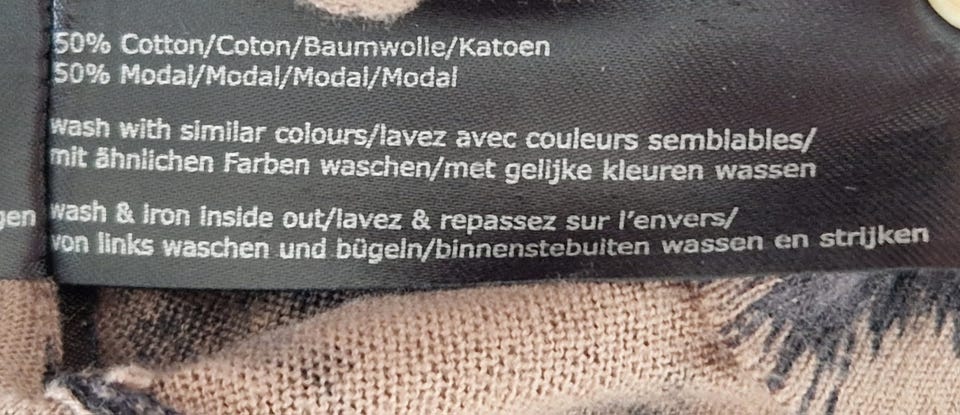 50% Cotton/Coton/Baumwolle/Katoen
50% Modal/Modal/Modal/Modal
wash with similar colours/lavez avec couleurs semblables/
mit ähnlichen Farben waschen/met gelijke kleuren wassen
wash & iron inside out/lavez & repassez sur l'envers/
von links waschen und bügeln/binnenstebuiten wassen en strijken